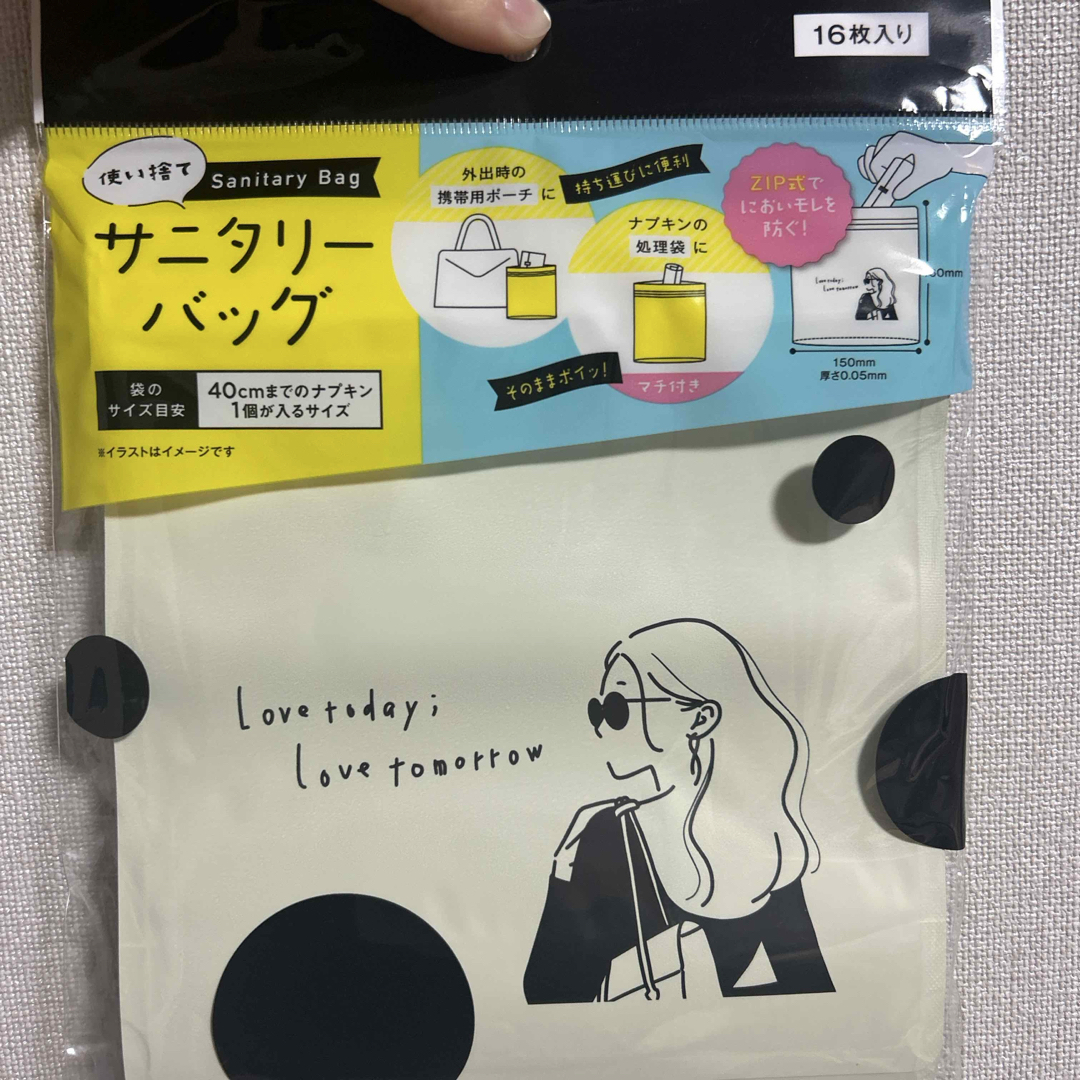 16枚入り
使い捨て
Sanitary Bag
サニタリー
バッグ
袋の
サイズ目安
40cmまでのナプキン
1個が入るサイズ
※イラストはイメージです
外出時の
携帯用ポーチに
持ち運びに便利
ナプキンの
処理袋に
そのままポイッ!
マチ付き
ZIP式で
においモレを
防ぐ!
Love today;
Love tomorrow
150mm
厚さ0.05mm
Love today;
love tomorrow